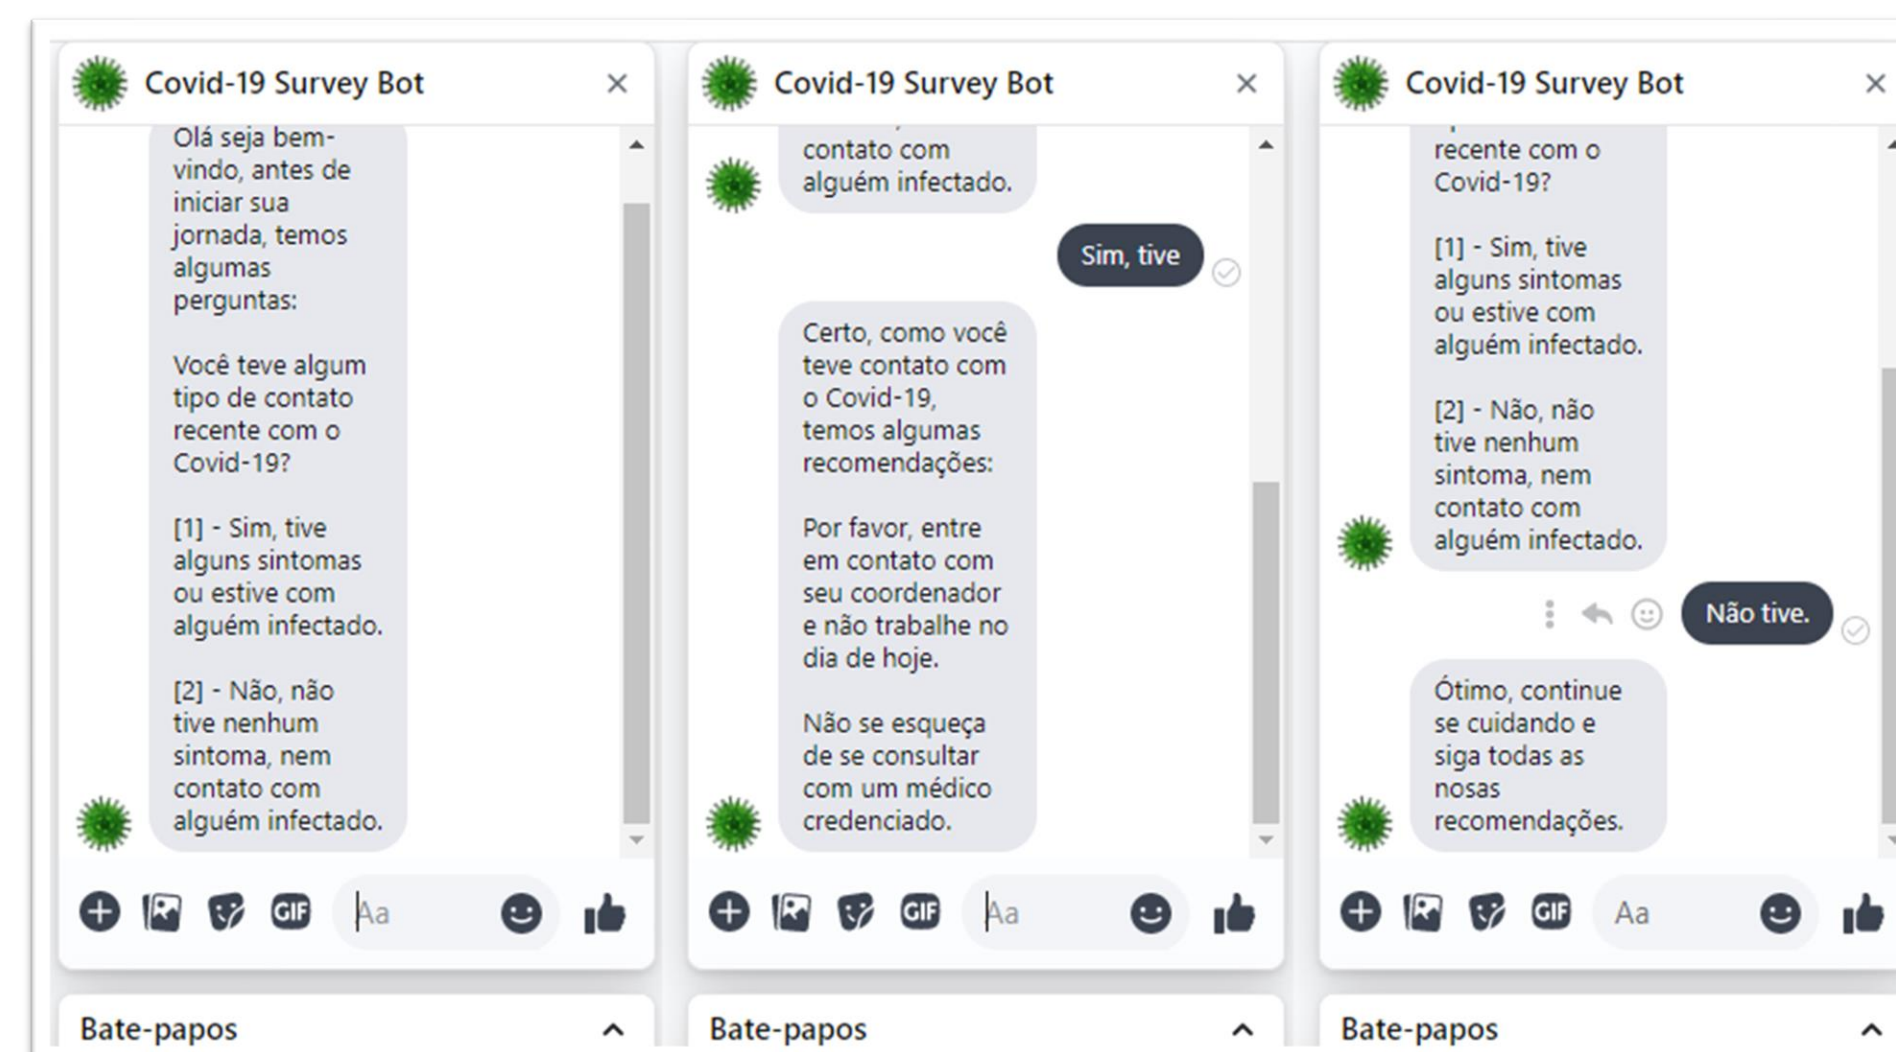 Covid-19 Survey Bot
Olá seja bem-
vindo, antes de
iniciar sua
jornada, temos
algumas
perguntas:
Você teve algum
tipo de contato
recente com o
Covid-19?
[1] - Sim, tive
alguns sintomas
ou estive com
alguém infectado.
[2] - Não, não
tive nenhum
sintoma, nem
contato com
alguém infectado.
GIF
Aa
Bate-papos
Covid-19 Survey Bot
contato com
alguém infectado.
Sim, tive
Certo, como você
teve contato com
o Covid-19,
temos algumas
recomendações:
Por favor, entre
em contato com
seu coordenador
e não trabalhe no
dia de hoje.
Não se esqueça
de se consultar
com um médico
credenciado.
GIF
Aa
Bate-papos
Covid-19 Survey Bot
recente com o
Covid-19?
[1] - Sim, tive
alguns sintomas
ou estive com
alguém infectado.
[2] - Não, não
tive nenhum
sintoma, nem
contato com
alguém infectado.
Não tive.
Ótimo, continue
se cuidando e
siga todas as
nosas
recomendações.
GIF
Aa
Bate-papos